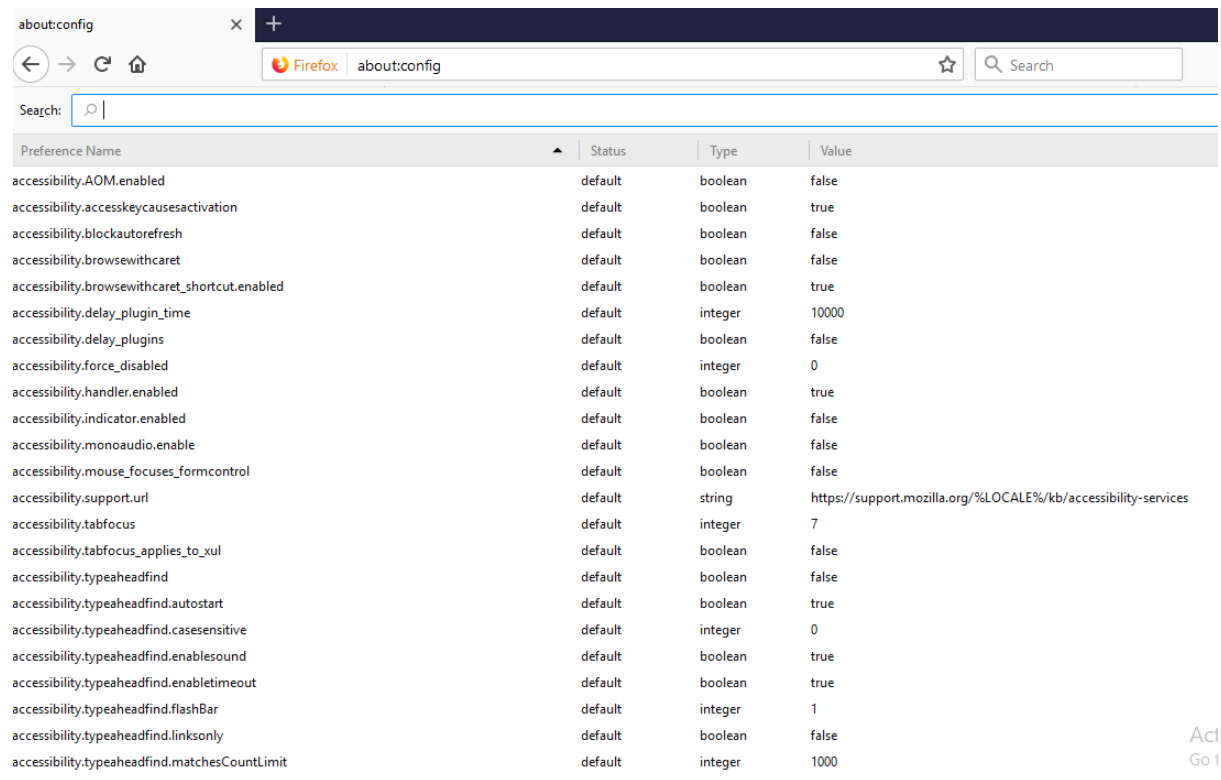 about:config
Firefox about:config Search
Search:
Preference Name Status Type Value
accessibility.AOM.enabled default boolean false
accessibility.accesskeycausesactivation default boolean true
accessibility.blockautorefresh default boolean false
accessibility.browsewithcaret default boolean false
accessibility.browsewithcaret_shortcut.enabled default boolean true
accessibility.delay_plugin_time default integer 10000
accessibility.delay_plugins default boolean false
accessibility.force_disabled default integer 0
accessibility.handler.enabled default boolean true
accessibility.indicator.enabled default boolean false
accessibility.monoaudio.enable default boolean false
accessibility.mouse_focuses_formcontrol default boolean false
accessibility.support.url default string https://support.mozilla.org/%LOCALE%/kb/accessibility-services
accessibility.tabfocus default integer 7
accessibility.tabfocus_applies_to_xul default boolean false
accessibility.typeaheadfind default boolean false
accessibility.typeaheadfind.autostart default boolean true
accessibility.typeaheadfind.casesensitive default integer 0
accessibility.typeaheadfind.enablesound default boolean true
accessibility.typeaheadfind.enabletimeout default boolean true
accessibility.typeaheadfind.flashBar default integer 1
accessibility.typeaheadfind.linksonly default boolean false
Act
accessibility.typeaheadfind.matchesCountLimit default integer 1000 Go t